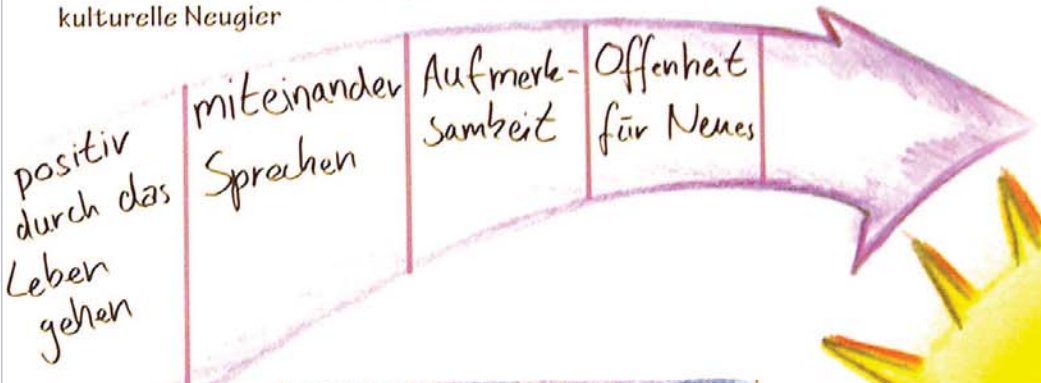 kulturelle Neugier
positiv
durch das
Leben
gehen
miteinander
Sprechen
Aufmerk-
samkeit
Offenheit
für Neues